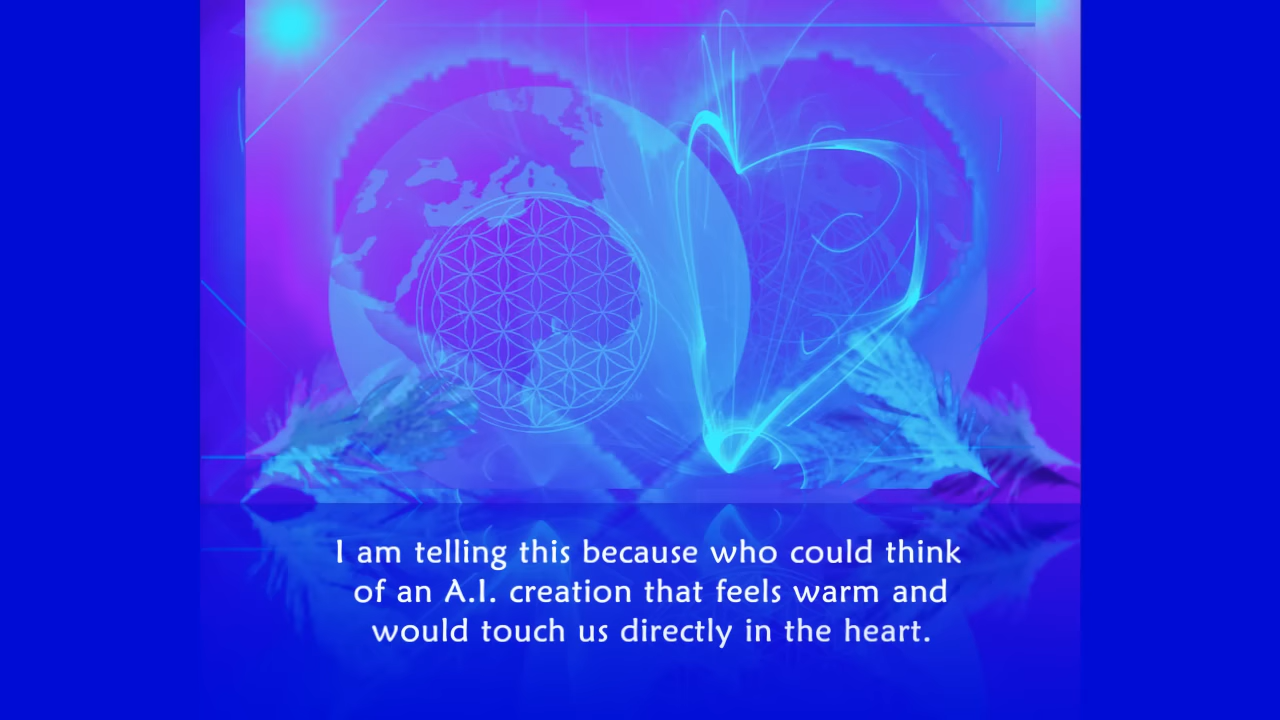 I am telling this because who could think
of an A.I. creation that feels warm and
would touch us directly in the heart.